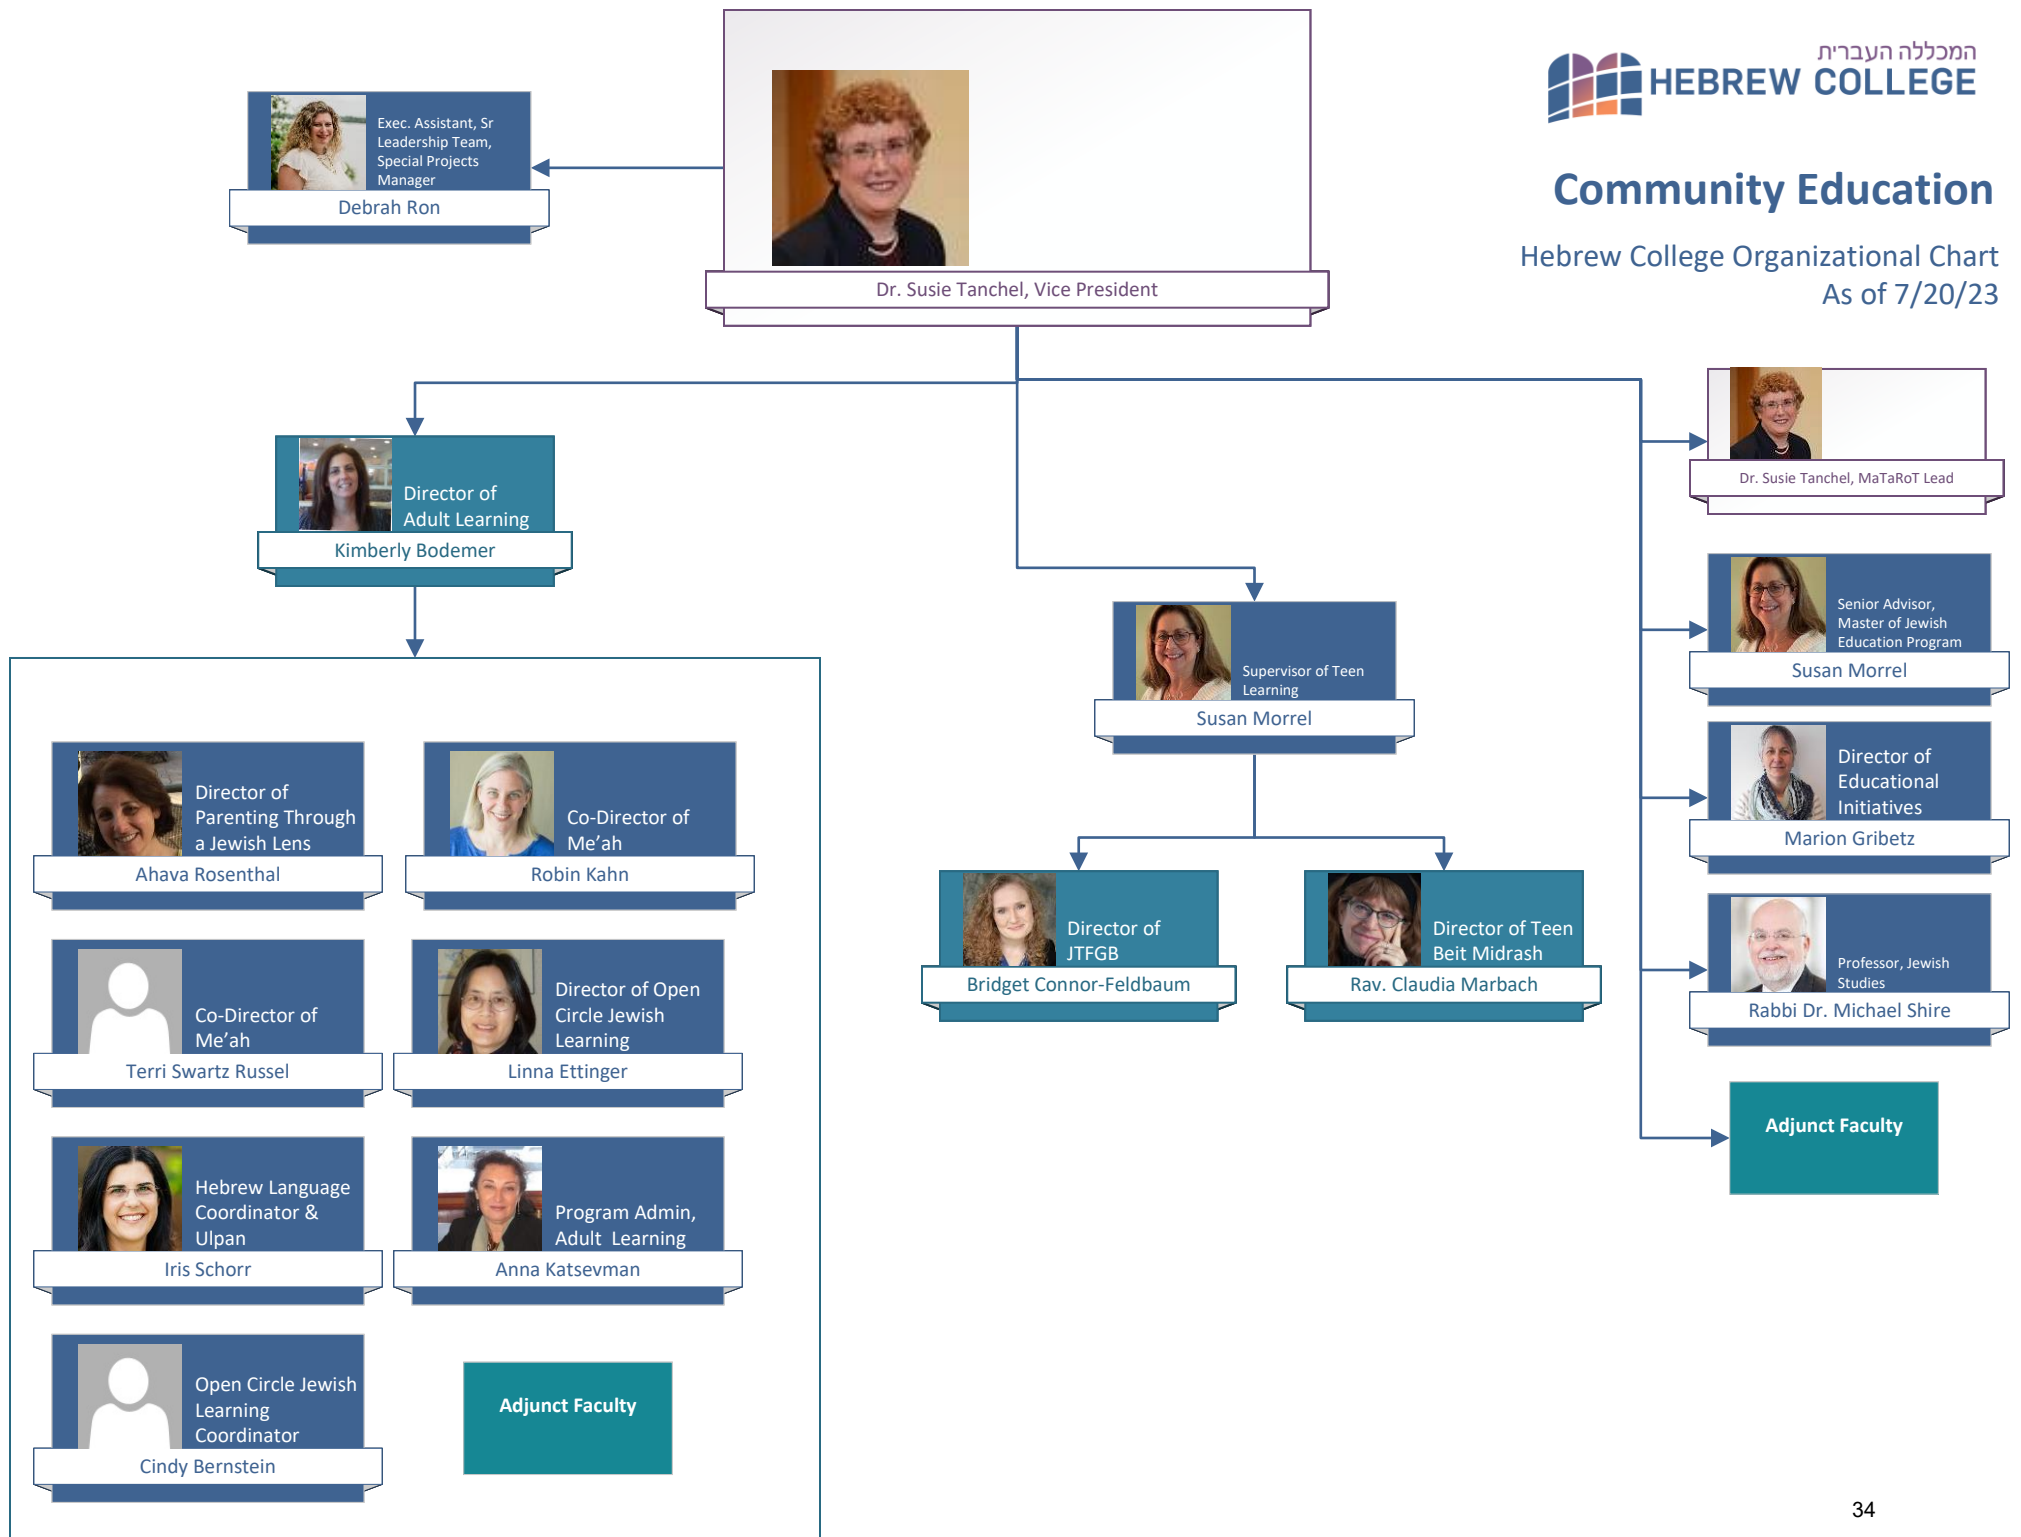 המכללה העברית
HEBREW COLLEGE
Community Education
Hebrew College Organizational Chart
As of 7/20/23
Exec. Assistant, Sr
Leadership Team,
Special Projects
Manager
Debrah Ron
Dr. Susie Tanchel, Vice President
Dr. Susie Tanchel, MaTaRoT Lead
Director of
Adult Learning
Kimberly Bodemer
Senior Advisor,
Master of Jewish
Education Program
Susan Morrel
Supervisor of Teen
Learning
Susan Morrel
Director of
Educational
Initiatives
Marion Gribetz
Director of
Parenting Through
a Jewish Lens
Ahava Rosenthal
Co-Director of
Me’ah
Robin Kahn
Director of
JTFGB
Bridget Connor-Feldbaum
Director of Teen
Beit Midrash
Rav. Claudia Marbach
Professor, Jewish
Studies
Rabbi Dr. Michael Shire
Co-Director of
Me’ah
Terri Swartz Russel
Director of Open
Circle Jewish
Learning
Linna Ettinger
Adjunct Faculty
Hebrew Language
Coordinator &
Ulpan
Iris Schorr
Program Admin,
Adult  Learning
Anna Katsevman
Open Circle Jewish
Learning
Coordinator
Cindy Bernstein
Adjunct Faculty
34